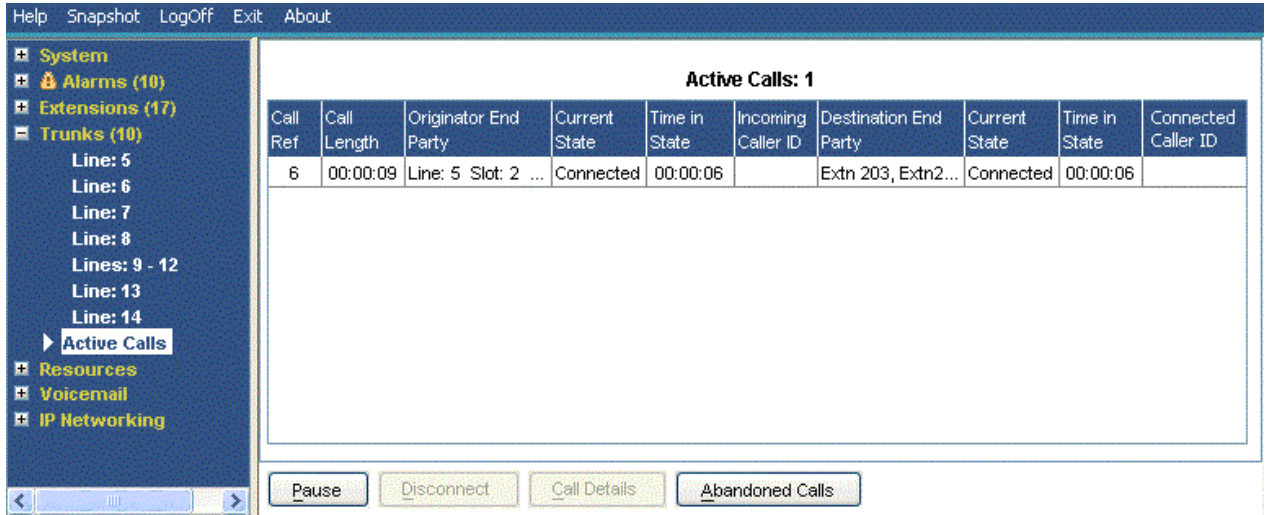 Help Snapshot LogOff Exit About
System
Alarms (10)
Extensions (17)
Trunks (10)
Line: 5
Line: 6
Line: 7
Line: 8
Lines: 9 - 12
Line: 13
Line: 14
Active Calls
Resources
Voicemail
IP Networking
Active Calls: 1
Call Ref Call Length Originator End Party Current State Time in State Incoming Caller ID Destination End Party Current State Time in State Connected Caller ID
6 00:00:09 Line: 5 Slot: 2 ... Connected 00:00:06 Extn 203, Extn2... Connected 00:00:06
Pause Disconnect Call Details Abandoned Calls